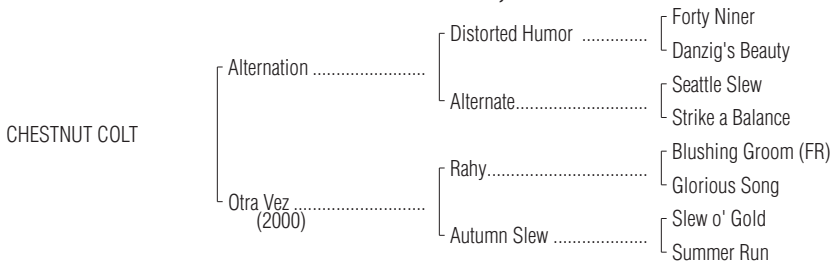 Forty Niner
Distorted Humor ..............
Danzig's Beauty
Alternation .......................
Seattle Slew
Alternate...........................
Strike a Balance
CHESTNUT COLT
Blushing Groom (FR)
Rahy.................................
Glorious Song
Otra Vez ...........................
(2000)
Slew o' Gold
Autumn Slew ....................
Summer Run